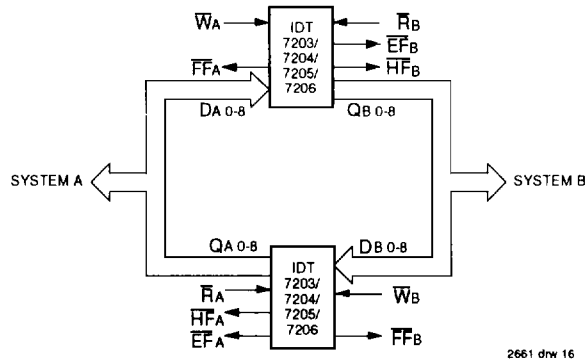 W̅A
IDT
7203/
7204/
7205/
7206
R̅B
E̅F̅B
F̅F̅A
H̅F̅B
DA 0-8
QB 0-8
SYSTEM A
SYSTEM B
QA 0-8
DB 0-8
IDT
7203/
7204/
7205/
7206
R̅A
W̅B
H̅F̅A
E̅F̅A
F̅F̅B
2661 drw 16